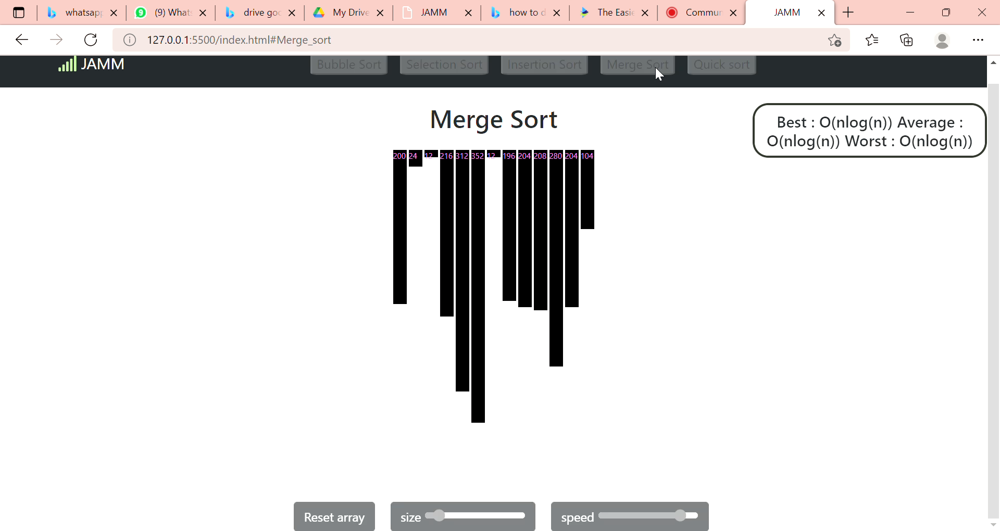 whatsapp
9
(9) Whats
drive goo
My Drive
JAMM
how to d
The Easie
Commun
JAMM
127.0.0.1:5500/index.html#Merge_sort
JAMM
Bubble Sort
Selection Sort
Insertion Sort
Merge Sort
Quick sort
Merge Sort
Best : O(nlog(n)) Average :
O(nlog(n)) Worst : O(nlog(n))
200 24 12 216 312 352 12 196 204 208 280 204 104
Reset array
size
speed